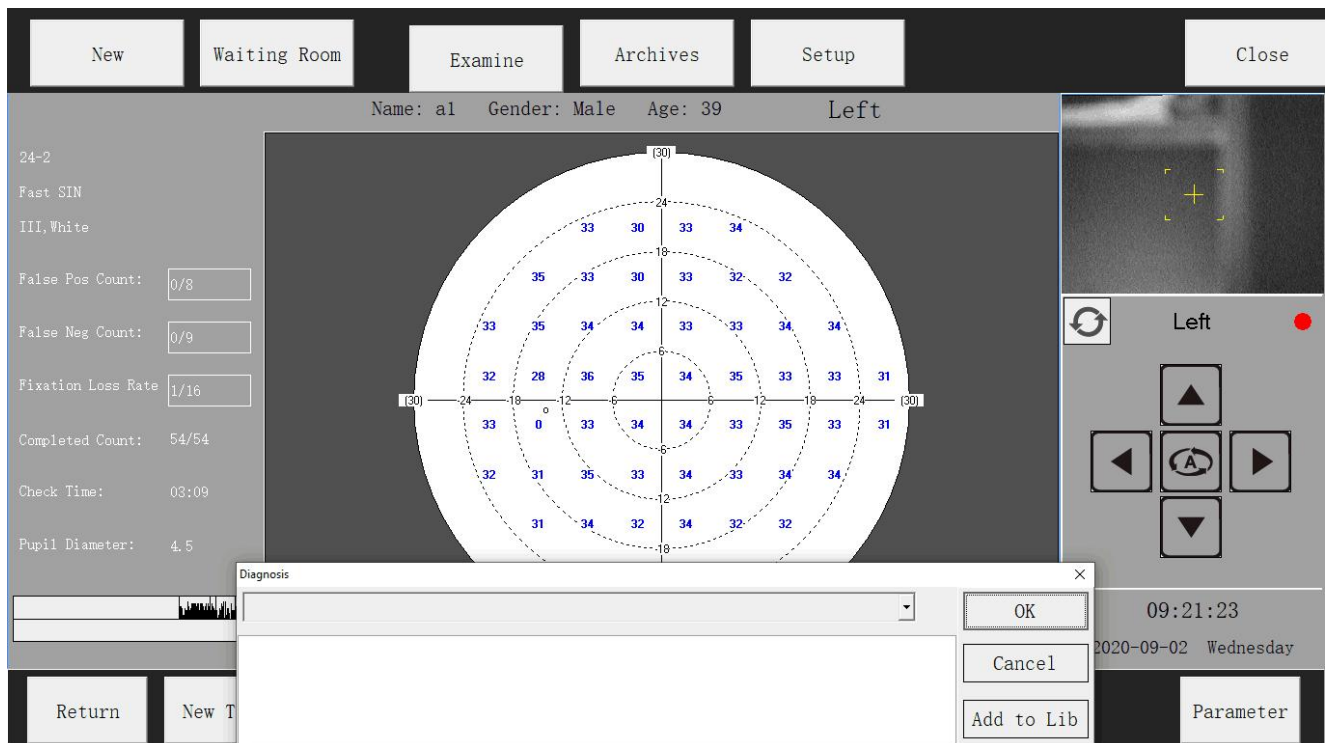 New Waiting Room Examine Archives Setup Close
Name: a1 Gender: Male Age: 39 Left
24-2
Fast SIN
III,White
False Pos Count: 0/8
False Neg Count: 0/9
Fixation Loss Rate 1/16
Completed Count: 54/54
Check Time: 03:09
Pupil Diameter: 4.5
(30)
24
33 30 33 34
18
35 33 30 33 32 32
12
33 35 34 34 33 33 34 34
6
32 28 36 35 34 35 33 33 31
(30) -24 -18 -12 -6 6 12 18 24 (30)
o
33 0 33 34 34 33 35 33 31
-6
32 31 35 33 34 33 34 34
-12
31 34 32 34 32 32
-18
Left
A
09:21:23
2020-09-02 Wednesday
Diagnosis
OK
Cancel
Add to Lib
Return New T Parameter